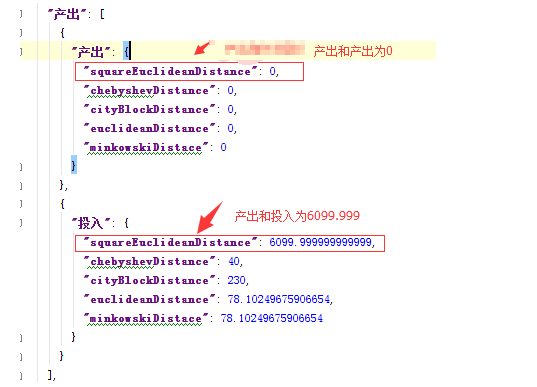 "产出": [
{
"产出": {
产出和产出为0
"squareEuclideanDistance": 0,
"chebyshevDistance": 0,
"cityBlockDistance": 0,
"euclideanDistance": 0,
"minkowskiDistace": 0
}
},
{
"投入": {
产出和投入为6099.999
"squareEuclideanDistance": 6099.999999999999,
"chebyshevDistance": 40,
"cityBlockDistance": 230,
"euclideanDistance": 78.10249675906654,
"minkowskiDistace": 78.10249675906654
}
}
],